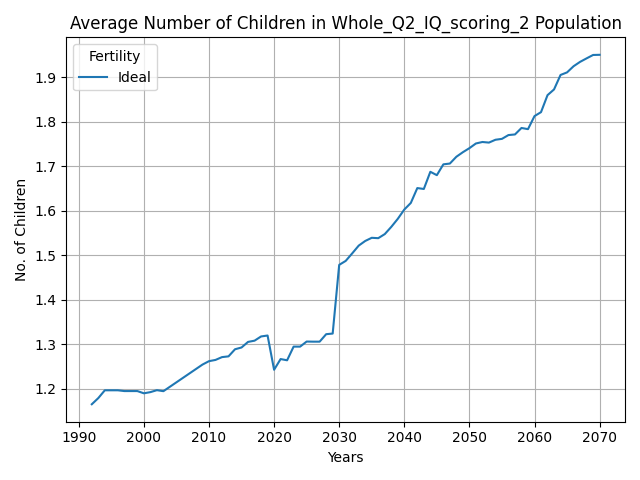 Average Number of Children in Whole_Q2_IQ_scoring_2 Population
Fertility
Ideal
No. of Children
1.9
1.8
1.7
1.6
1.5
1.4
1.3
1.2
1990 2000 2010 2020 2030 2040 2050 2060 2070
Years